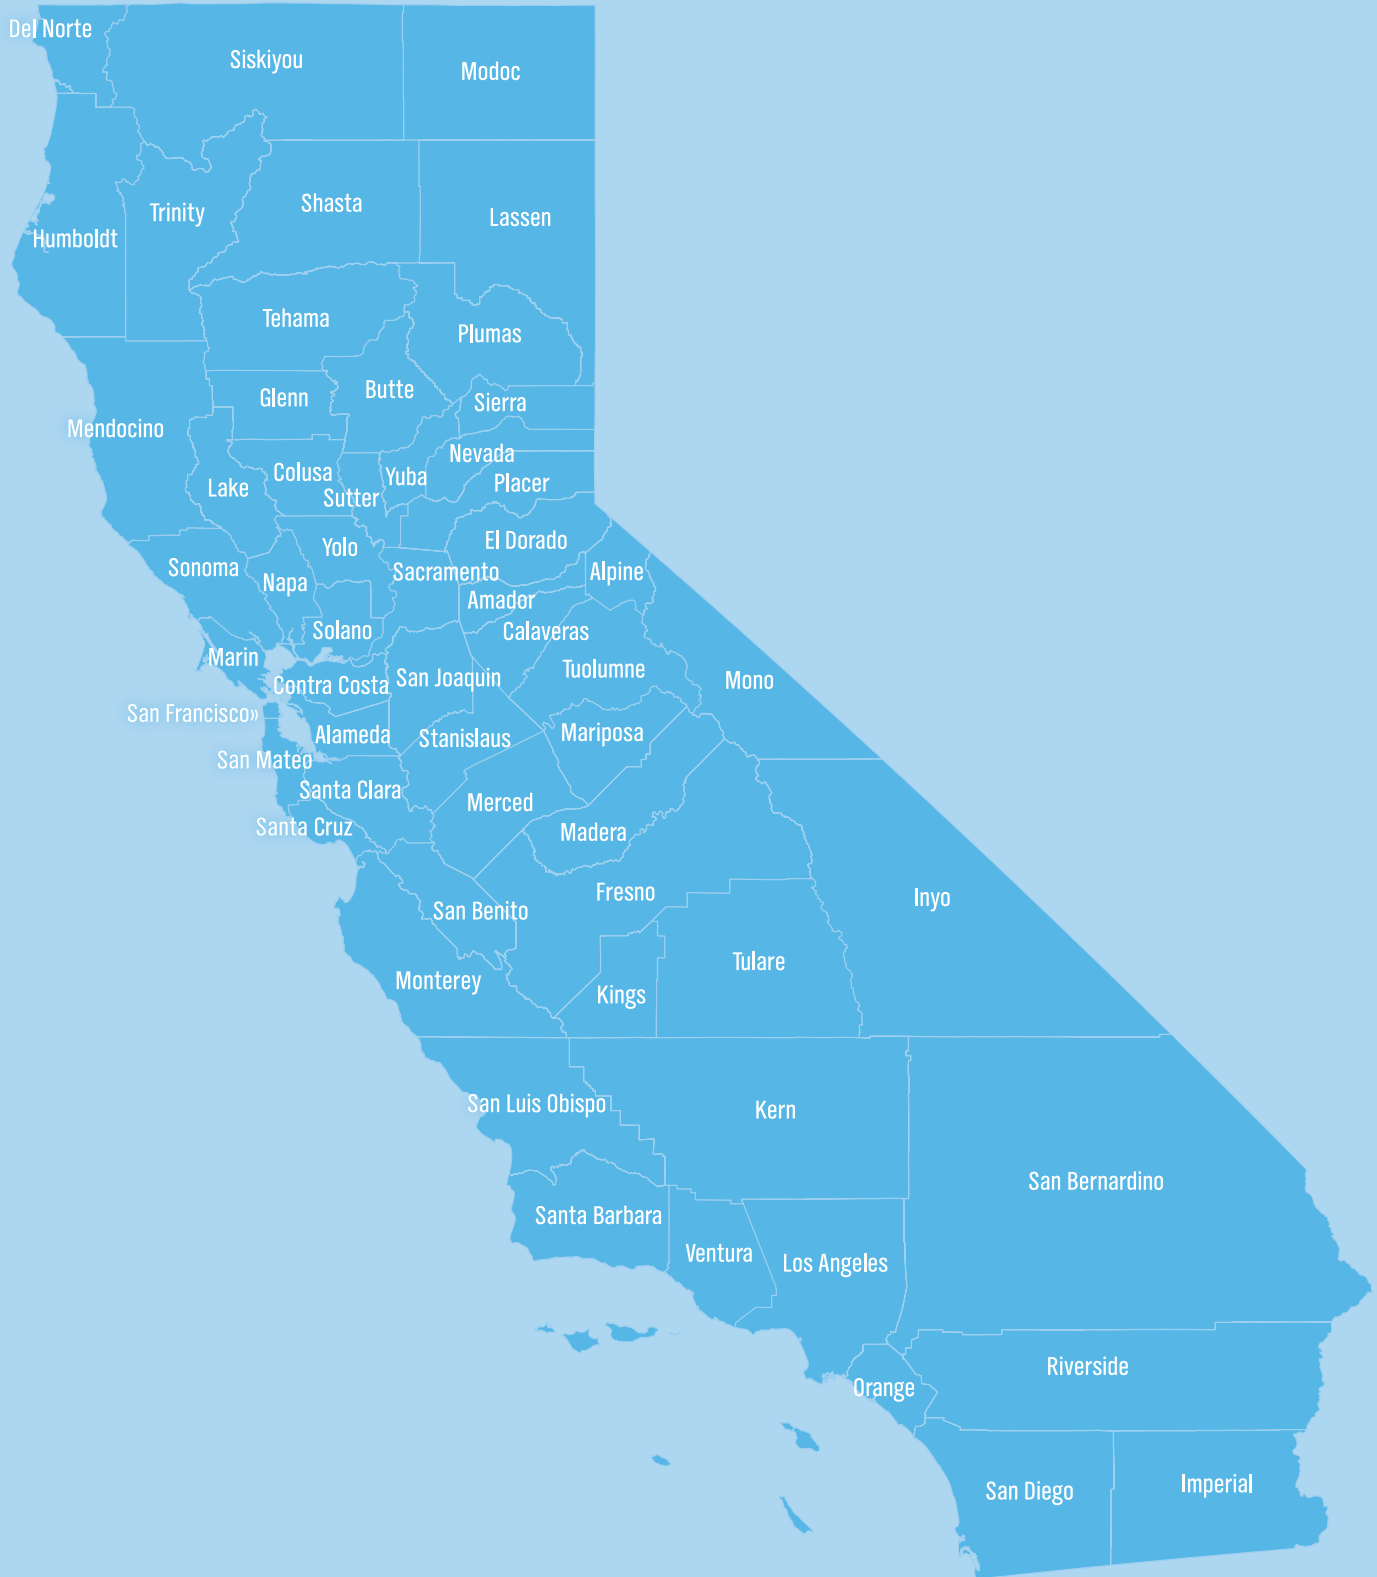 Del Norte
Siskiyou
Modoc
Shasta
Trinity
Lassen
Humboldt
Tehama
Plumas
Butte
Glenn
Sierra
Mendocino
Nevada
Colusa
Yuba
Placer
Lake
Sutter
El Dorado
Yolo
Sonoma
Sacramento
Alpine
Napa
Amador
Solano
Calaveras
Marin
Tuolumne
San Joaquin
Mono
Contra Costa
San Francisco»
Mariposa
Alameda
Stanislaus
San Mateo
Santa Clara
Merced
Santa Cruz
Madera
Fresno
Inyo
San Benito
Tulare
Monterey
Kings
San Luis Obispo
Kern
San Bernardino
Santa Barbara
Ventura
Los Angeles
Riverside
Orange
Imperial
San Diego